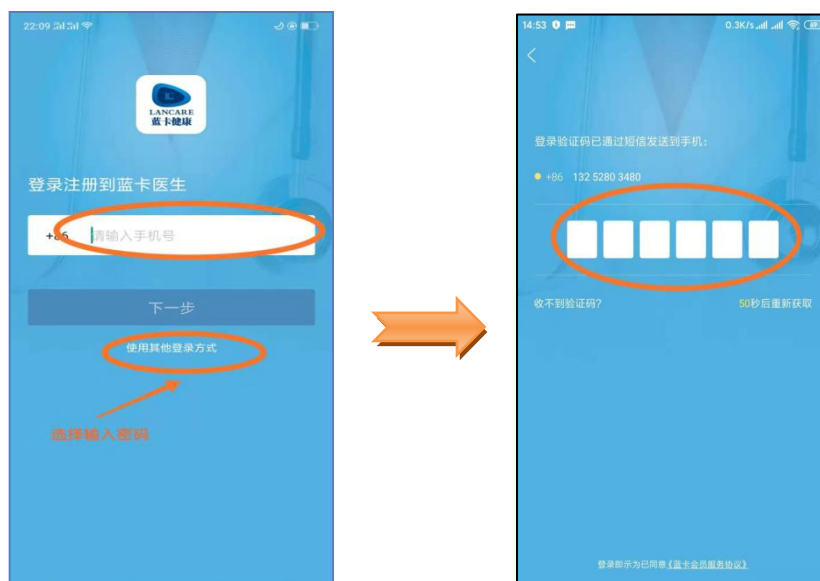 22:09
LANCARE
蓝卡健康
登录注册到蓝卡医生
+86 请输入手机号
下一步
使用其他登录方式
选择输入密码
14:53 0.3K/s
登录验证码已通过短信发送到手机:
+86 132 5280 3480
收不到验证码? 50秒后重新获取
登录即示为已同意《蓝卡会员服务协议》